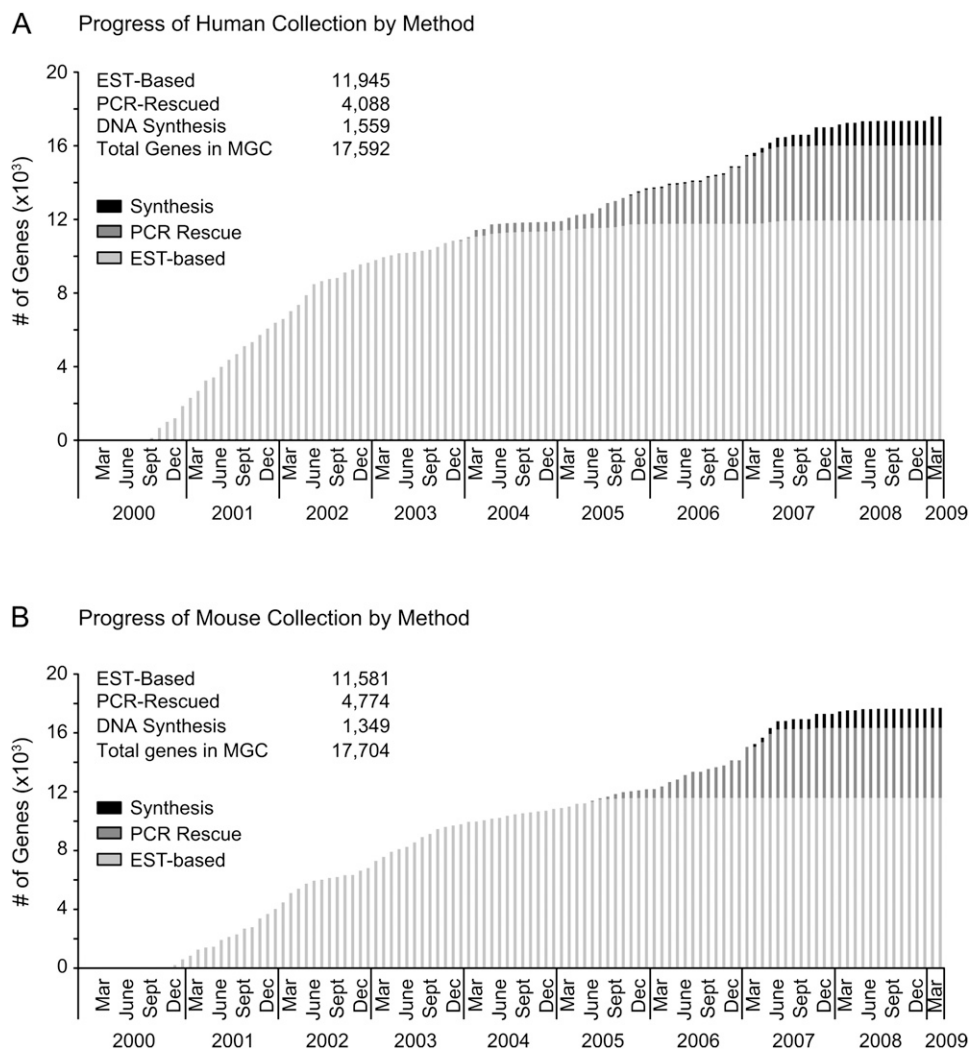 A Progress of Human Collection by Method
20
16
12
8
4
0
# of Genes (x10³)
EST-Based 11,945
PCR-Rescued 4,088
DNA Synthesis 1,559
Total Genes in MGC 17,592
Synthesis
PCR Rescue
EST-based
Mar June Sept Dec Mar June Sept Dec Mar June Sept Dec Mar June Sept Dec Mar June Sept Dec Mar June Sept Dec Mar June Sept Dec Mar June Sept Dec Mar June Sept Dec Mar
2000 2001 2002 2003 2004 2005 2006 2007 2008 2009
B Progress of Mouse Collection by Method
20
16
12
8
4
0
# of Genes (x10³)
EST-Based 11,581
PCR-Rescued 4,774
DNA Synthesis 1,349
Total genes in MGC 17,704
Synthesis
PCR Rescue
EST-based
Mar June Sept Dec Mar June Sept Dec Mar June Sept Dec Mar June Sept Dec Mar June Sept Dec Mar June Sept Dec Mar June Sept Dec Mar June Sept Dec Mar June Sept Dec Mar
2000 2001 2002 2003 2004 2005 2006 2007 2008 2009